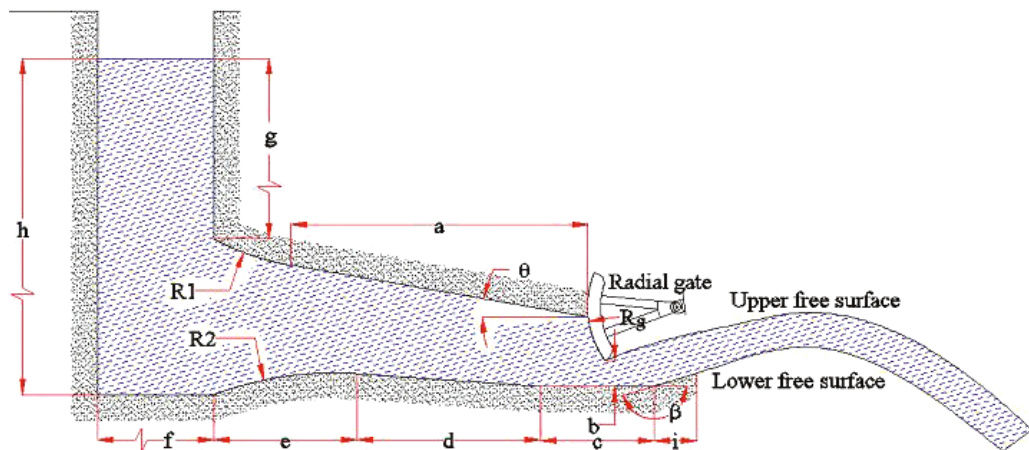 g
h
a
θ
R1
Radial gate
Upper free surface
Rg
R2
Lower free surface
b
β
f
e
d
c
i